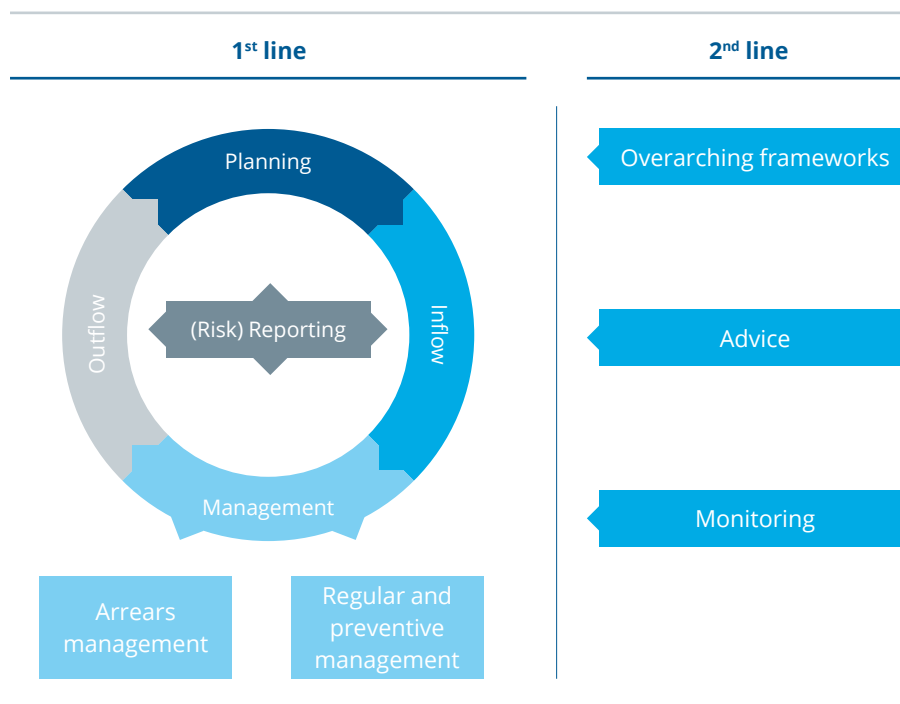 1st line
2nd line
Planning
Overarching frameworks
Outflow
(Risk) Reporting
Inflow
Advice
Management
Monitoring
Arrears
management
Regular and
preventive
management